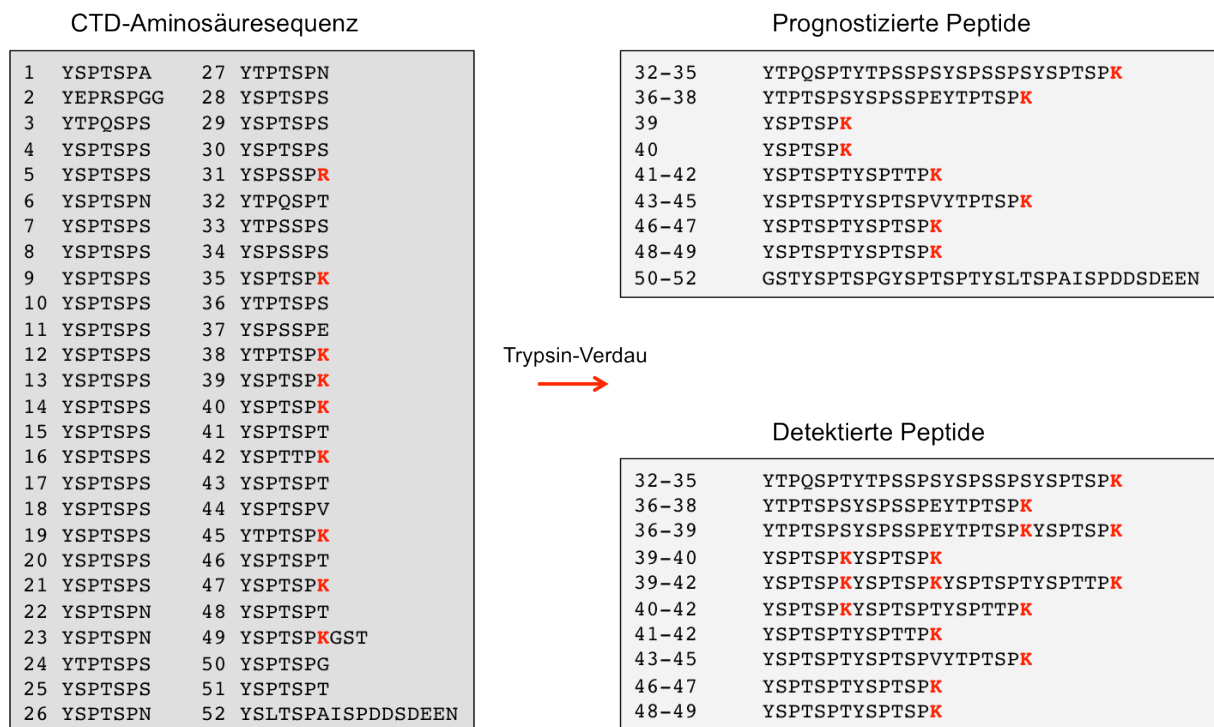 CTD-Aminosäuresequenz
1 YSPTSPA 27 YTPTSPN
2 YEPRSPGG 28 YSPTSPS
3 YTPQSPS 29 YSPTSPS
4 YSPTSPS 30 YSPTSPS
5 YSPTSPS 31 YSPSSPR
6 YSPTSPN 32 YTPQSPT
7 YSPTSPS 33 YTPSSPS
8 YSPTSPS 34 YSPSSPS
9 YSPTSPS 35 YSPTSPK
10 YSPTSPS 36 YTPTSPS
11 YSPTSPS 37 YSPSSPE
12 YSPTSPS 38 YTPTSPK
13 YSPTSPS 39 YSPTSPK
14 YSPTSPS 40 YSPTSPK
15 YSPTSPS 41 YSPTSPT
16 YSPTSPS 42 YSPTTPK
17 YSPTSPS 43 YSPTSPT
18 YSPTSPS 44 YSPTSPV
19 YSPTSPS 45 YTPTSPK
20 YSPTSPS 46 YSPTSPT
21 YSPTSPS 47 YSPTSPK
22 YSPTSPN 48 YSPTSPT
23 YSPTSPN 49 YSPTSPKGST
24 YTPTSPS 50 YSPTSPG
25 YSPTSPS 51 YSPTSPT
26 YSPTSPN 52 YSLTSPAISPDDSDEEN
Trypsin-Verdau
Prognostizierte Peptide
32-35 YTPQSPTYTPSSPSYSPSSPSYSPTSPK
36-38 YTPTSPSYSPSSPEYTPTSPK
39 YSPTSPK
40 YSPTSPK
41-42 YSPTSPTYSPTTPK
43-45 YSPTSPTYSPTSPVYTPTSPK
46-47 YSPTSPTYSPTSPK
48-49 YSPTSPTYSPTSPK
50-52 GSTYSPTSPGYSPTSPTYSLTSPAISPDDSDEEN
Detektierte Peptide
32-35 YTPQSPTYTPSSPSYSPSSPSYSPTSPK
36-38 YTPTSPSYSPSSPEYTPTSPK
36-39 YTPTSPSYSPSSPEYTPTSPKYSPTSPK
39-40 YSPTSPKYSPTSPK
39-42 YSPTSPKYSPTSPKYSPTSPTYSPTTPK
40-42 YSPTSPKYSPTSPTYSPTTPK
41-42 YSPTSPTYSPTTPK
43-45 YSPTSPTYSPTSPVYTPTSPK
46-47 YSPTSPTYSPTSPK
48-49 YSPTSPTYSPTSPK